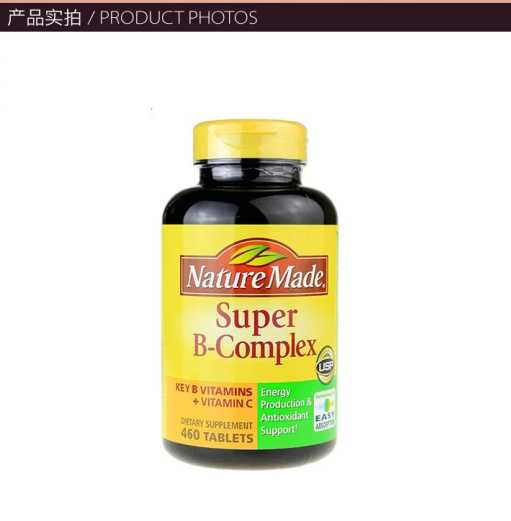 产品实拍 / PRODUCT PHOTOS
Nature Made®
Super
B-Complex
USP
KEY B VITAMINS
+ VITAMIN C
DIETARY SUPPLEMENT
460 TABLETS
Energy
Production &
Antioxidant
Support†
EASY
ABSORPTION